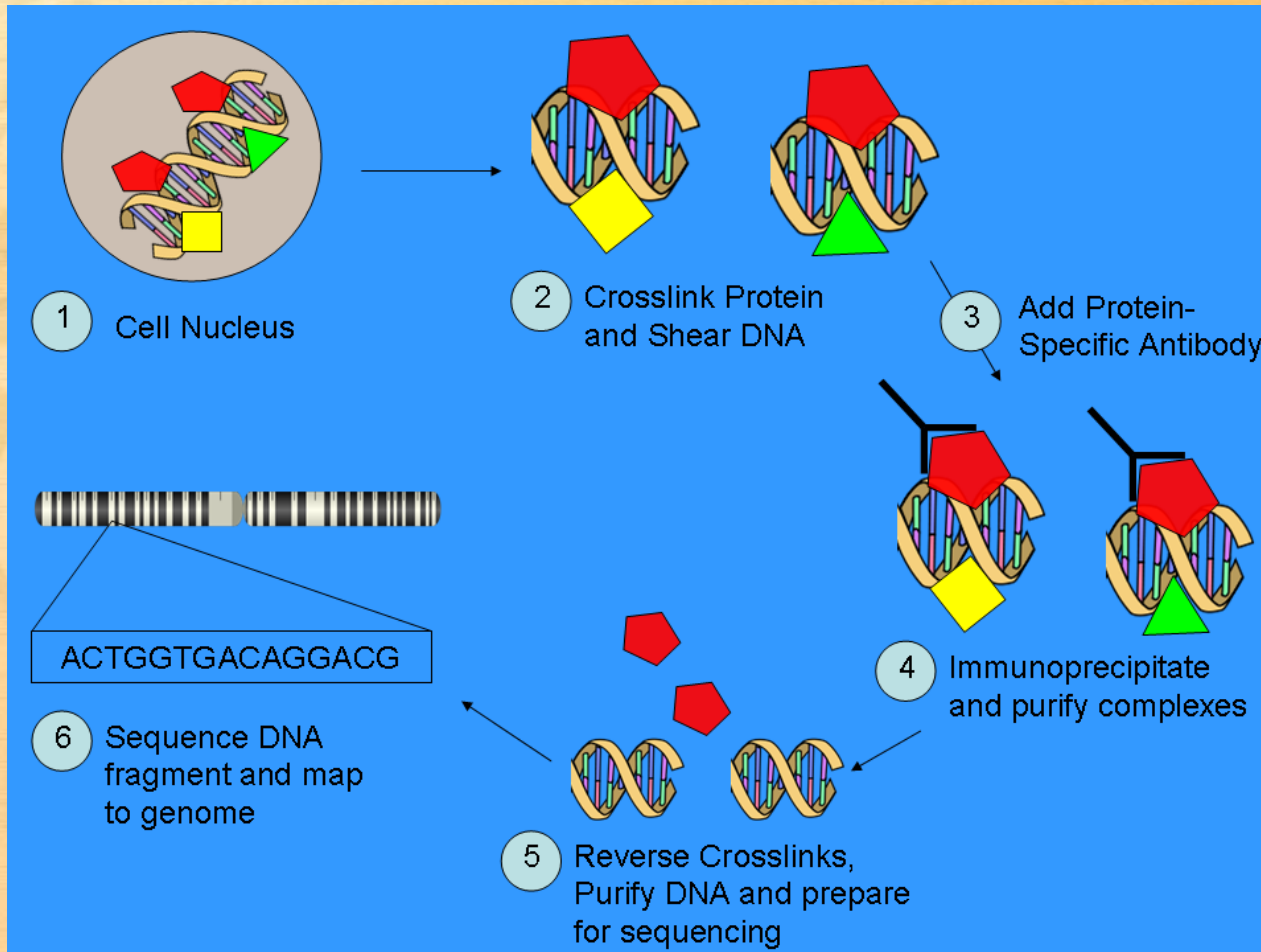 1
Cell Nucleus
2
Crosslink Protein
and Shear DNA
3
Add Protein-
Specific Antibody
4
Immunoprecipitate
and purify complexes
5
Reverse Crosslinks,
Purify DNA and prepare
for sequencing
ACTGGTGACAGGACG
6
Sequence DNA
fragment and map
to genome